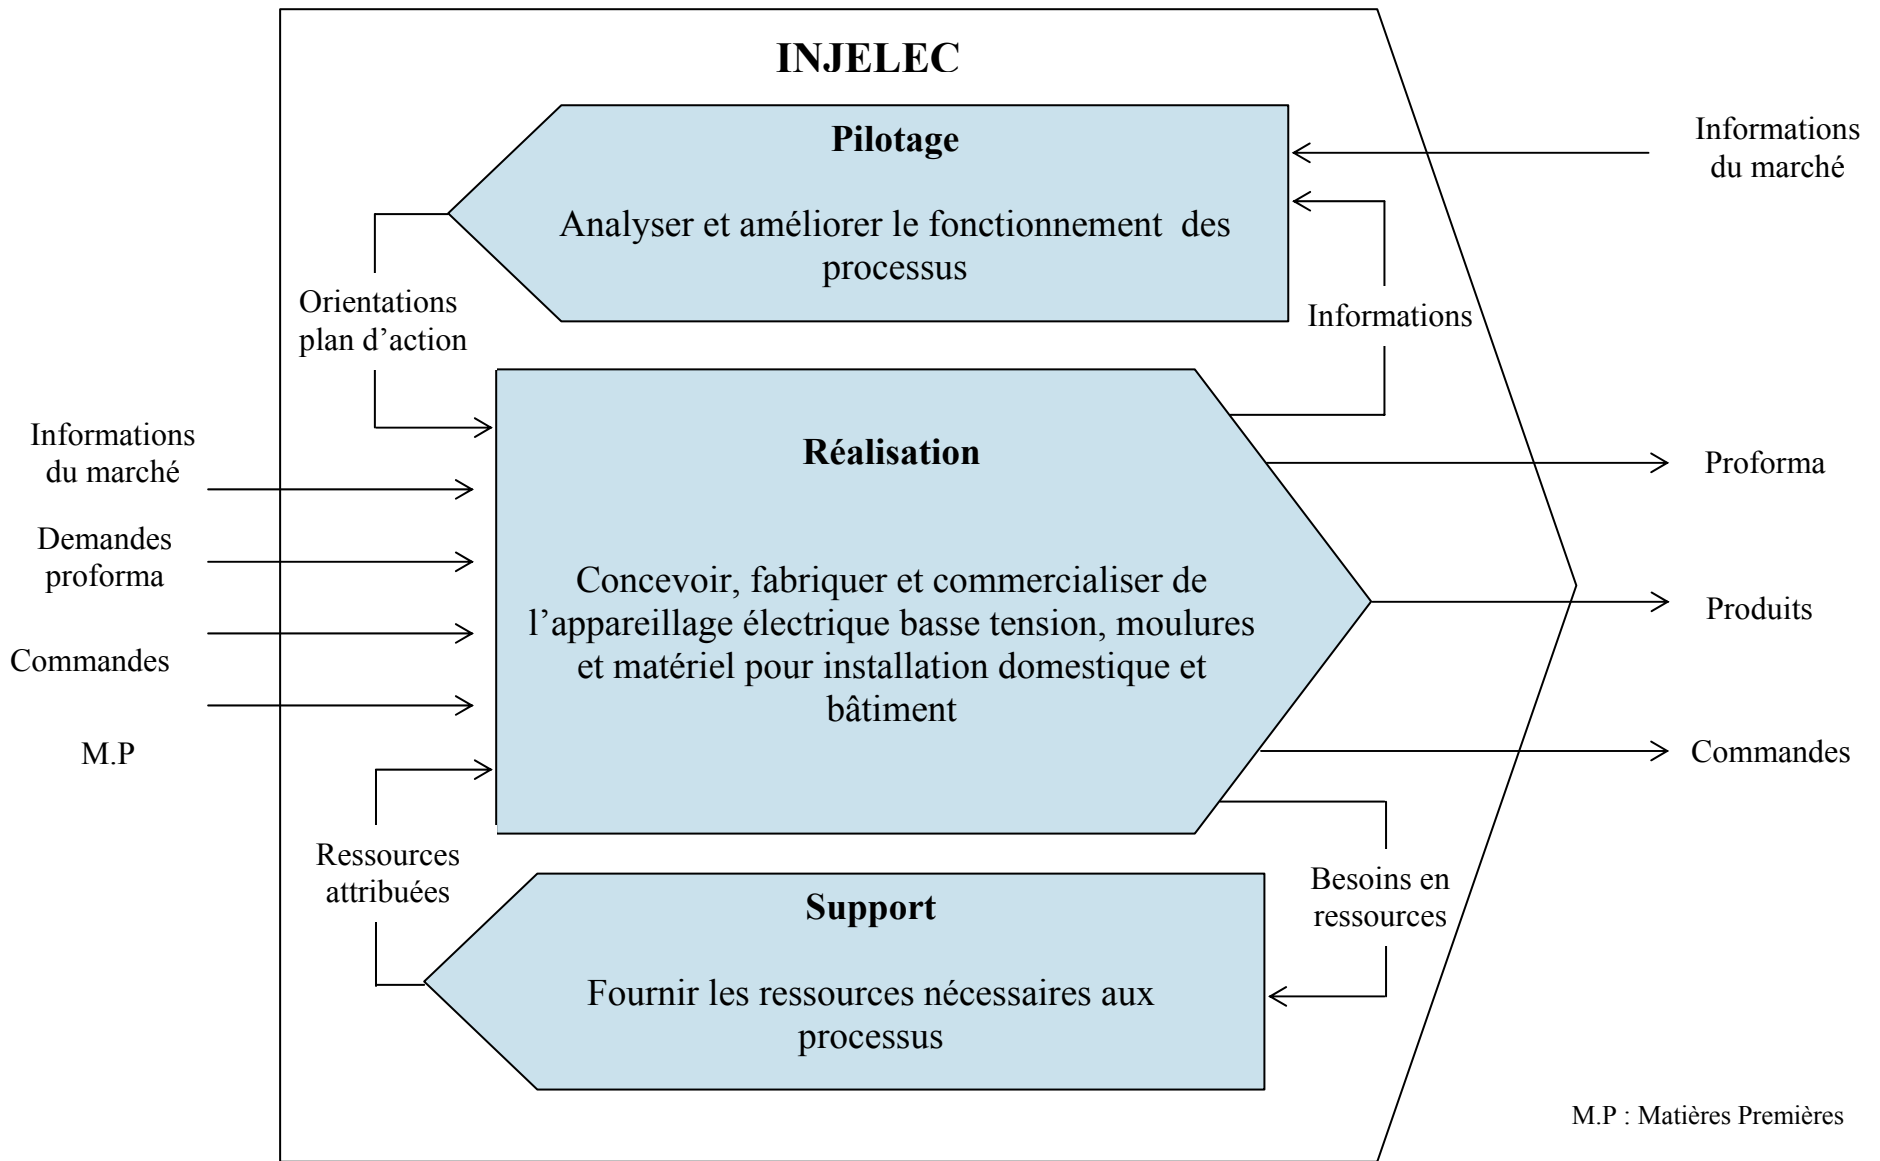 INJELEC
Pilotage
Analyser et améliorer le fonctionnement  des
processus
Informations
du marché
Orientations
plan d’action
Informations
Informations
du marché
Demandes
proforma
Commandes
M.P
Réalisation
Concevoir, fabriquer et commercialiser de
l’appareillage électrique basse tension, moulures
et matériel pour installation domestique et
bâtiment
Proforma
Produits
Commandes
Ressources
attribuées
Besoins en
ressources
Support
Fournir les ressources nécessaires aux
processus
M.P : Matières Premières